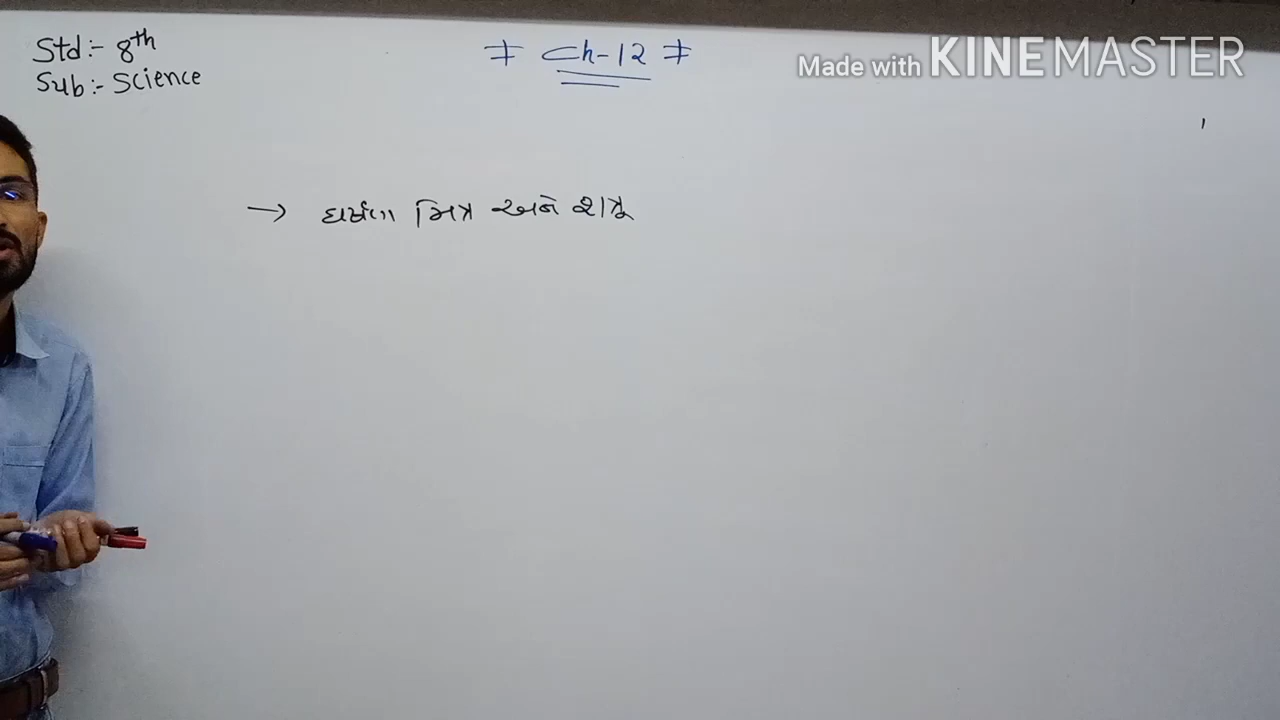 Std:- 8th
Sub:- Science
Ch-12
Made with KINEMASTER
→ ઘર્ષણ મિત્ર અને શત્રુ